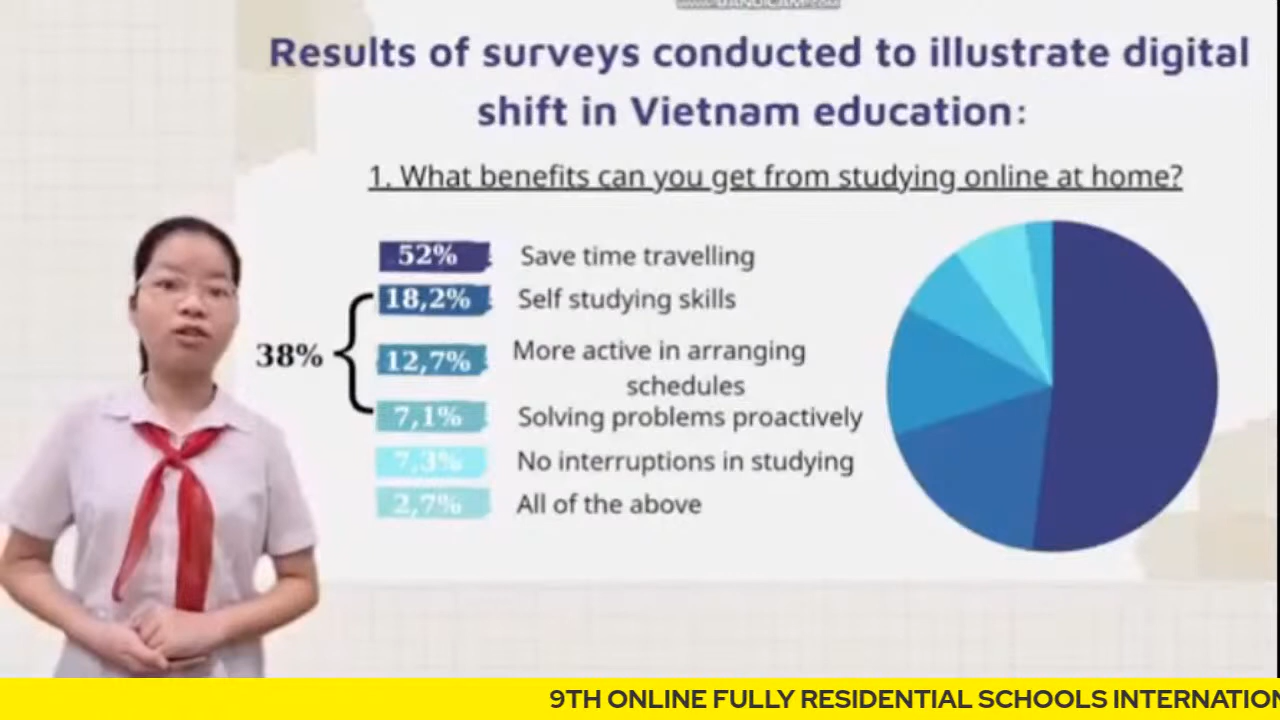 Results of surveys conducted to illustrate digital
shift in Vietnam education:
1. What benefits can you get from studying online at home?
52% Save time travelling
18,2% Self studying skills
38%
12,7% More active in arranging
schedules
7,1% Solving problems proactively
7,3% No interruptions in studying
2,7% All of the above
9TH ONLINE FULLY RESIDENTIAL SCHOOLS INTERNATION